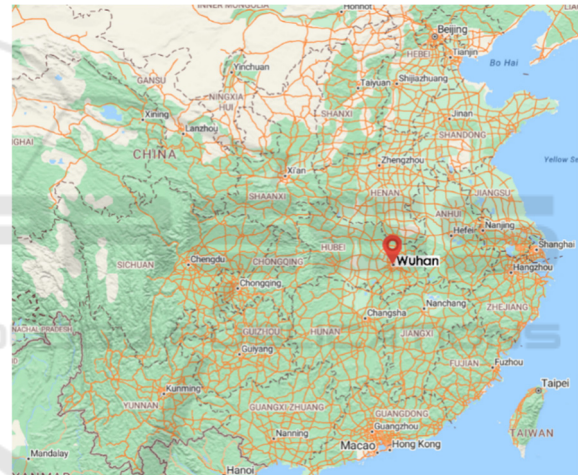 INNER MONGOLIA
Hohhot
Beijing
HEBEI
Tianjin
Bo Hai
Yinchuan
GANSU
NINGXIA
HUI
Taiyuan
Shijiazhuang
SHANXI
Xining
Lanzhou
Jinan
SHANDONG
CHINA
Zhengzhou
Yellow Se
Xi'an
SHAANXI
HENAN
JIANGSU
ANHUI
Hefei
Nanjing
Shanghai
HUBEI
Wuhan
SICHUAN
Chengdu
CHONGQING
Hangzhou
Chongqing
ZHEJIANG
Nanchang
Changsha
NACHAL PRADESH
GUIZHOU
HUNAN
JIANGXI
Guiyang
FUJIAN
Fuzhou
Kunming
Taipei
YUNNAN
GUANGXI ZHUANG
GUANGDONG
Guangzhou
TAIWAN
Nanning
Macao
Hong Kong
Mandalay
Hanoi